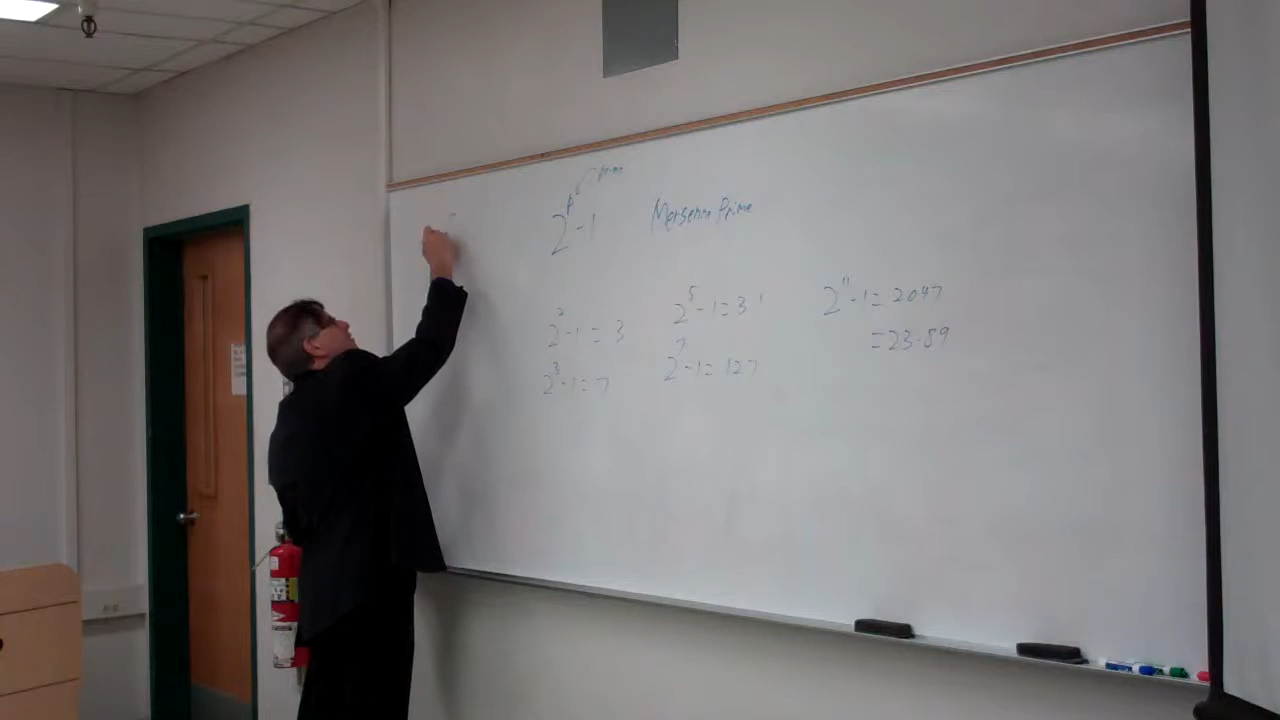 prime
2^p - 1 Mersenne Prime
2^2 - 1 = 3
2^3 - 1 = 7
2^5 - 1 = 31
2^7 - 1 = 127
2^11 - 1 = 2047
= 23·89